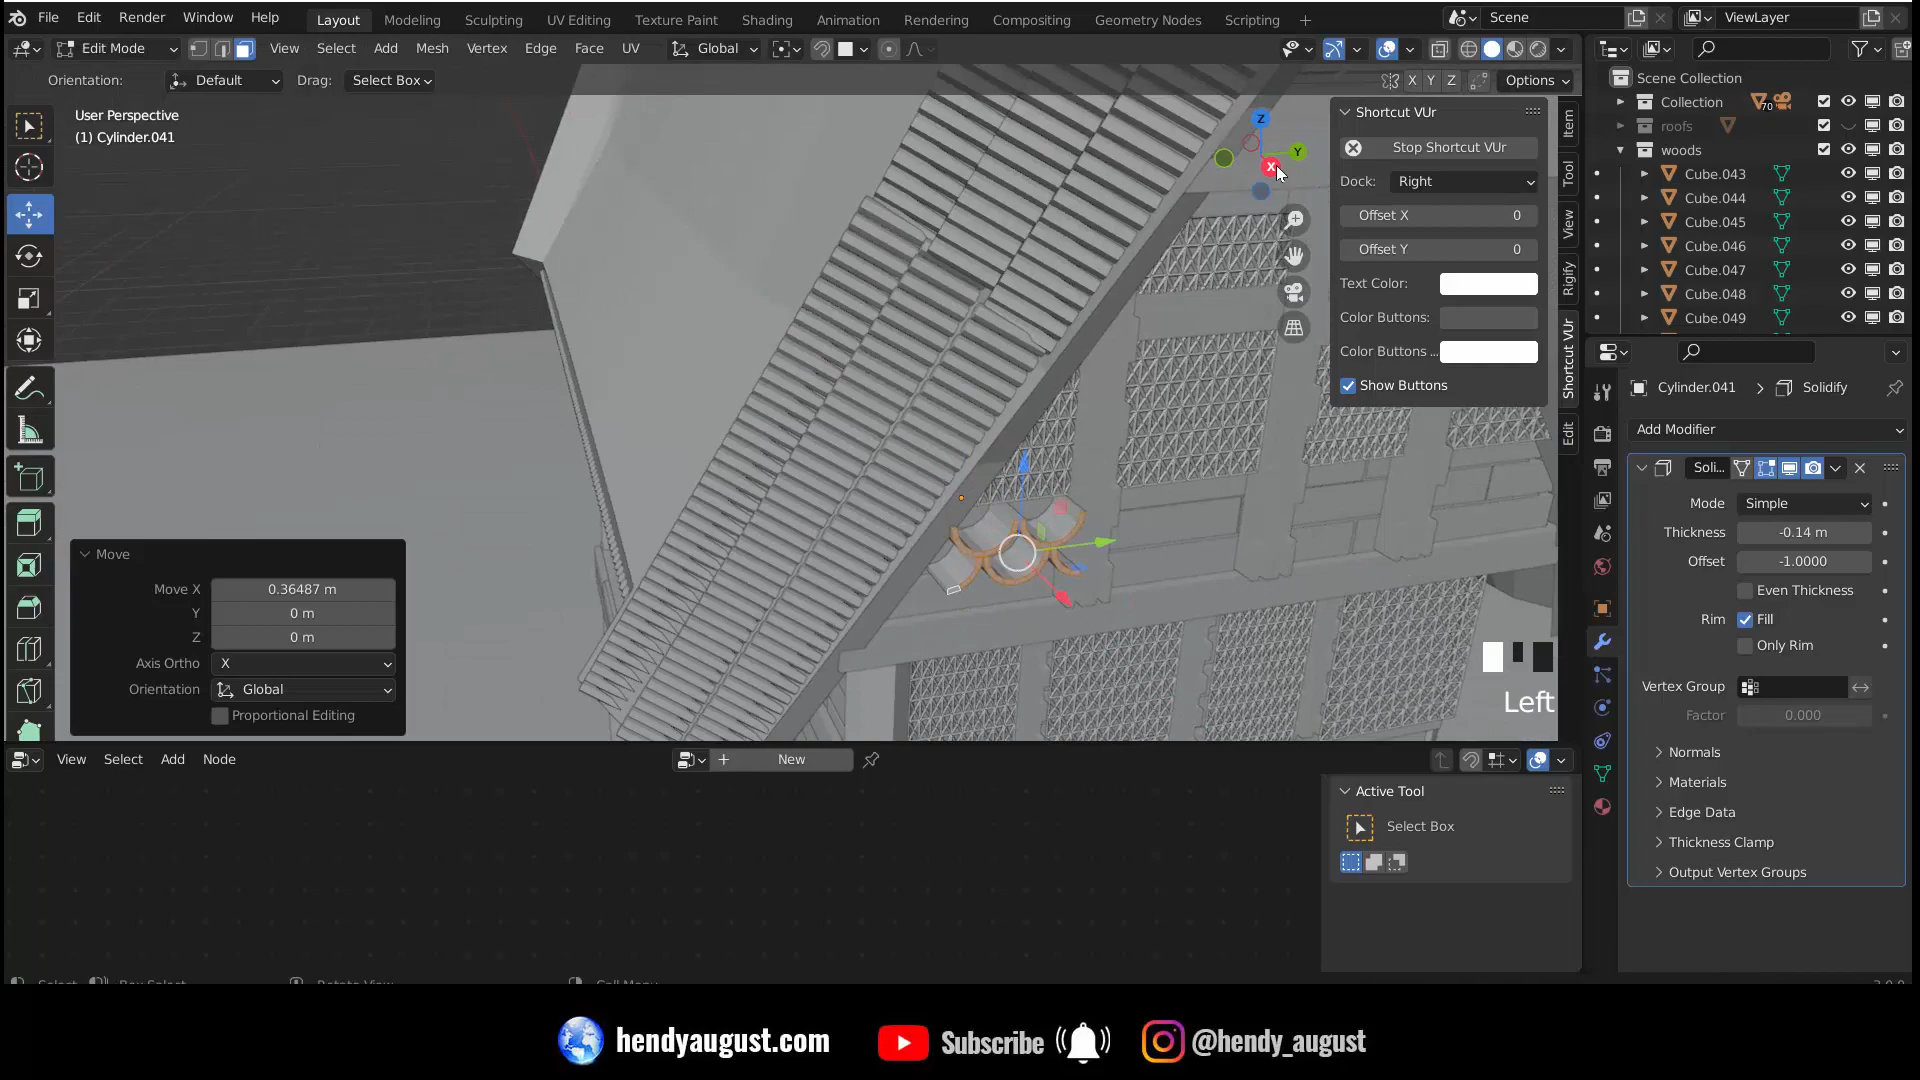 File Edit Render Window Help Layout Modeling Sculpting UV Editing Texture Paint Shading Animation Rendering Compositing Geometry Nodes Scripting + Scene ViewLayer
Edit Mode View Select Add Mesh Vertex Edge Face UV Global
Orientation: Default Drag: Select Box X Y Z Options
User Perspective
(1) Cylinder.041
Z
Y
X
Shortcut VUr
Stop Shortcut VUr
Dock: Right
Offset X 0
Offset Y 0
Text Color:
Color Buttons:
Color Buttons ...
Show Buttons
Item
Tool
View
Rigify
Shortcut VUr
Edit
Scene Collection
Collection 70
roofs
woods
Cube.043
Cube.044
Cube.045
Cube.046
Cube.047
Cube.048
Cube.049
Cylinder.041 > Solidify
Add Modifier
Soli...
Mode Simple
Thickness -0.14 m
Offset -1.0000
Even Thickness
Rim Fill
Only Rim
Vertex Group
Factor 0.000
Normals
Materials
Edge Data
Thickness Clamp
Output Vertex Groups
Move
Move X 0.36487 m
Y 0 m
Z 0 m
Axis Ortho X
Orientation Global
Proportional Editing
Left
View Select Add Node New
Active Tool
Select Box
hendyaugust.com Subscribe @hendy_august